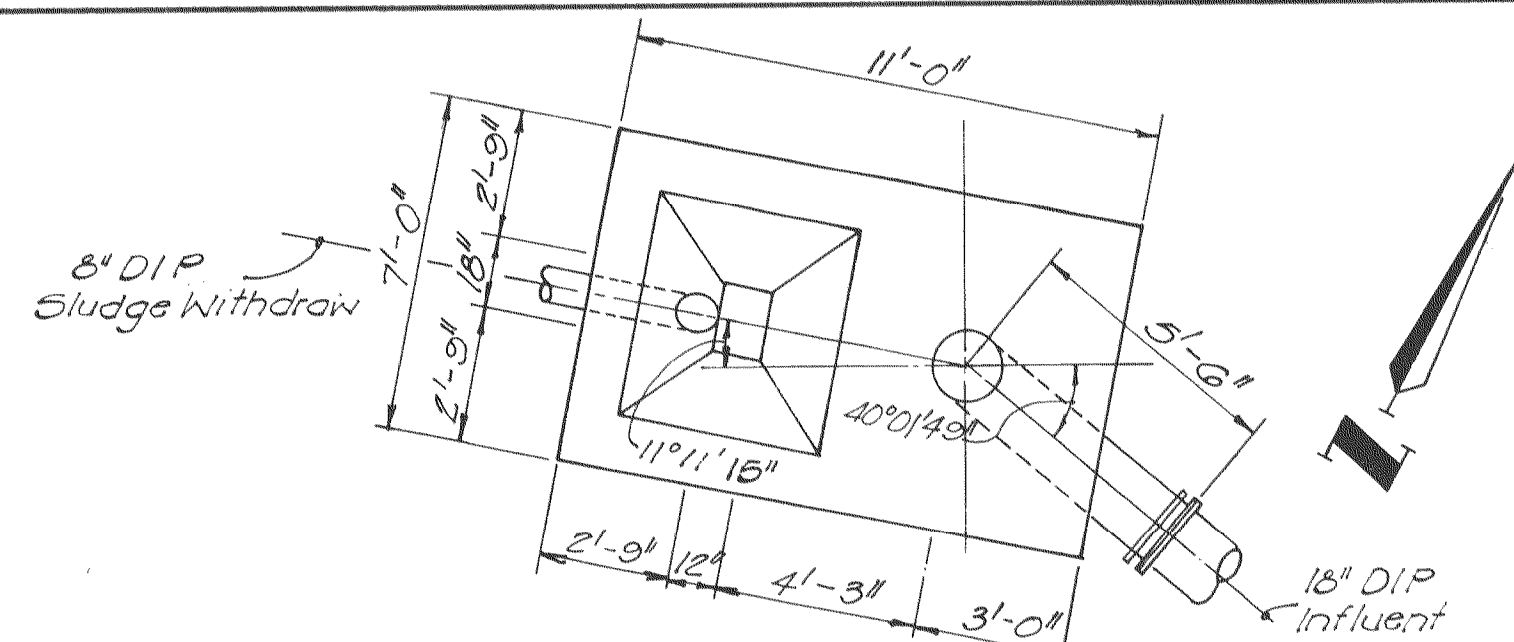 11'-0"
2'-9"
7'-0"
18"
2'-9"
8" DIP
Sludge Withdraw
5'-6"
40°01'49"
11°11'15"
2'-9"
12"
4'-3"
3'-0"
18" DIP
Influent
N